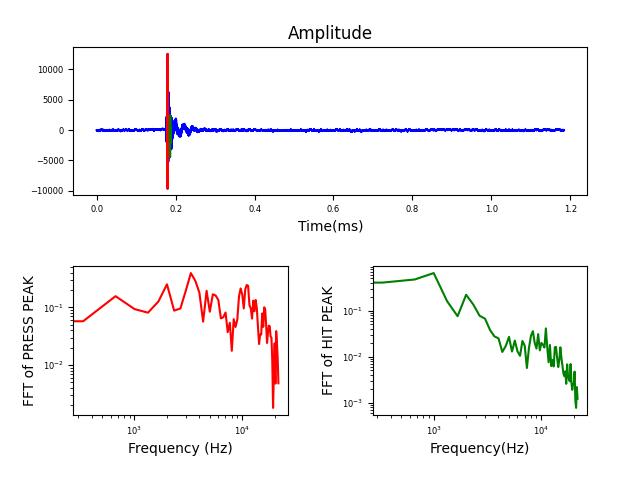 Amplitude
10000
5000
0
−5000
−10000
0.0 0.2 0.4 0.6 0.8 1.0 1.2
Time(ms)
FFT of PRESS PEAK
10⁻¹
10⁻²
10³ 10⁴
Frequency (Hz)
FFT of HIT PEAK
10⁻¹
10⁻²
10⁻³
10³ 10⁴
Frequency(Hz)